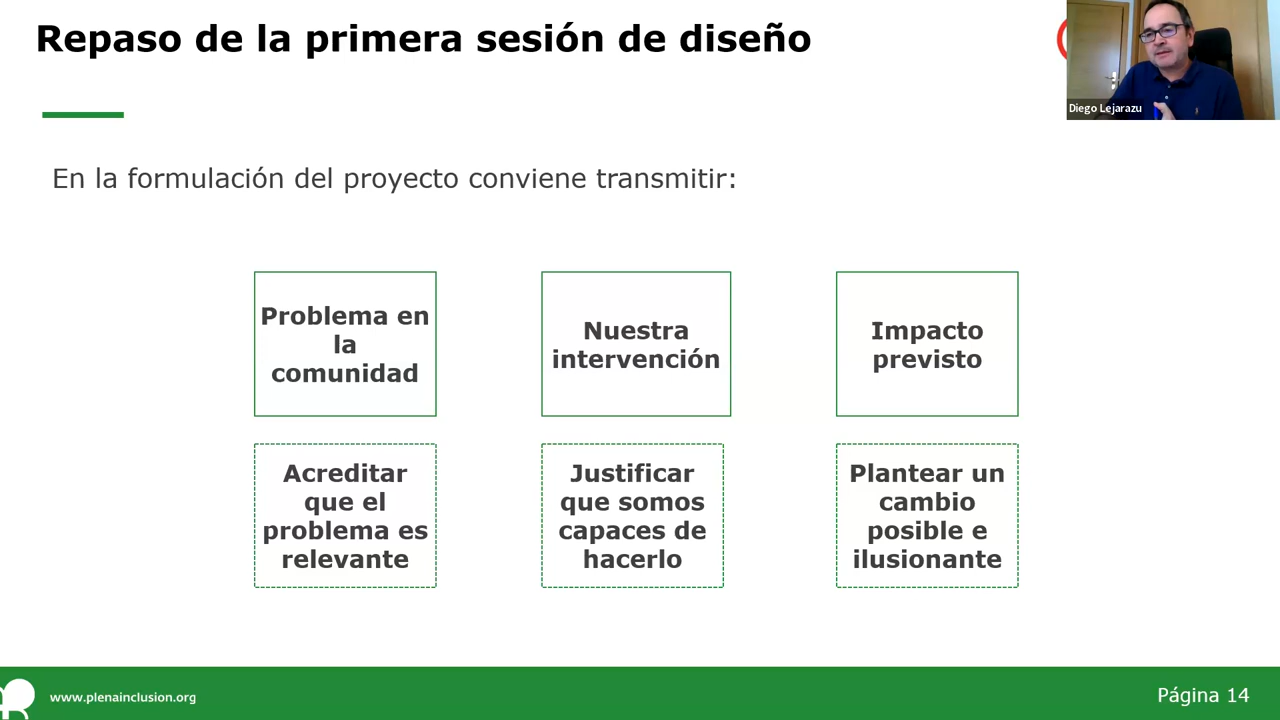 Repaso de la primera sesión de diseño
Diego Lejarazu
En la formulación del proyecto conviene transmitir:
Problema en
la
comunidad
Nuestra
intervención
Impacto
previsto
Acreditar
que el
problema es
relevante
Justificar
que somos
capaces de
hacerlo
Plantear un
cambio
posible e
ilusionante
www.plenainclusion.org
Página 14